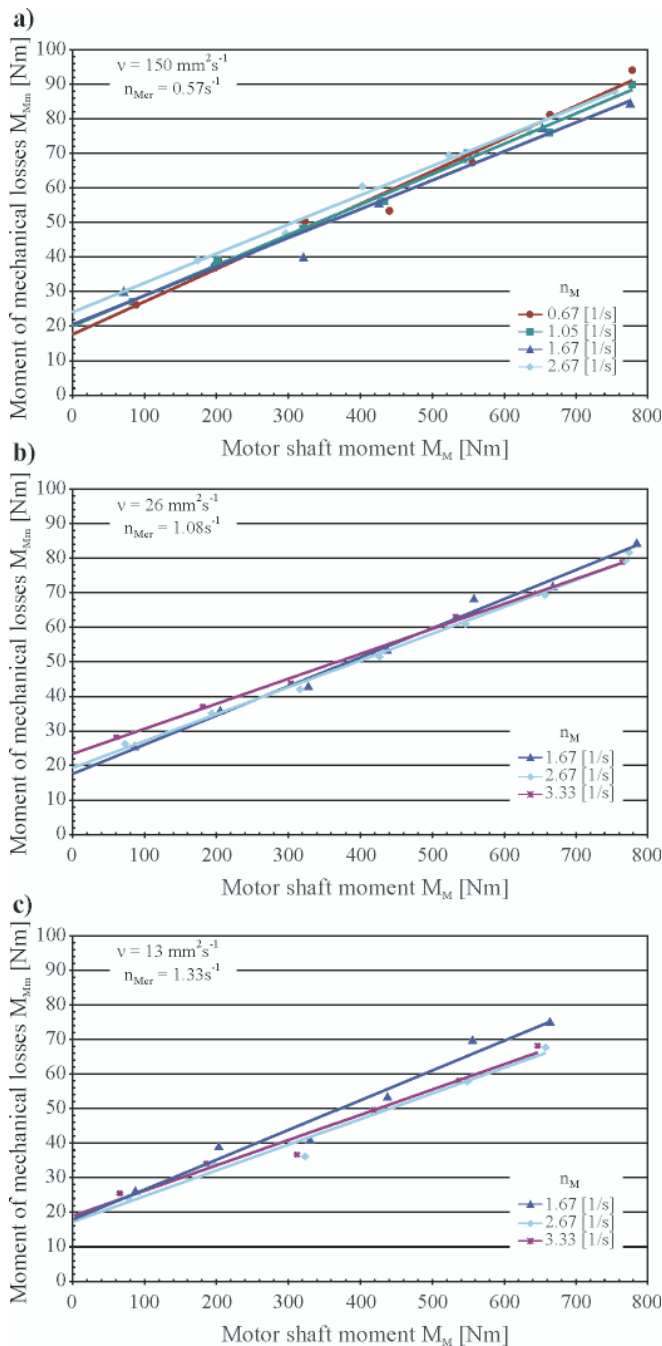 a)
Moment of mechanical losses M_Mm [Nm]
100
90
80
70
60
50
40
30
20
10
0
ν = 150 mm²s⁻¹
n_Mcr = 0.57s⁻¹
n_M
0.67 [1/s]
1.05 [1/s]
1.67 [1/s]
2.67 [1/s]
0 100 200 300 400 500 600 700 800
Motor shaft moment M_M [Nm]
b)
Moment of mechanical losses M_Mm [Nm]
100
90
80
70
60
50
40
30
20
10
0
ν = 26 mm²s⁻¹
n_Mcr = 1.08s⁻¹
n_M
1.67 [1/s]
2.67 [1/s]
3.33 [1/s]
0 100 200 300 400 500 600 700 800
Motor shaft moment M_M [Nm]
c)
Moment of mechanical losses M_Mm [Nm]
100
90
80
70
60
50
40
30
20
10
0
ν = 13 mm²s⁻¹
n_Mcr = 1.33s⁻¹
n_M
1.67 [1/s]
2.67 [1/s]
3.33 [1/s]
0 100 200 300 400 500 600 700 800
Motor shaft moment M_M [Nm]